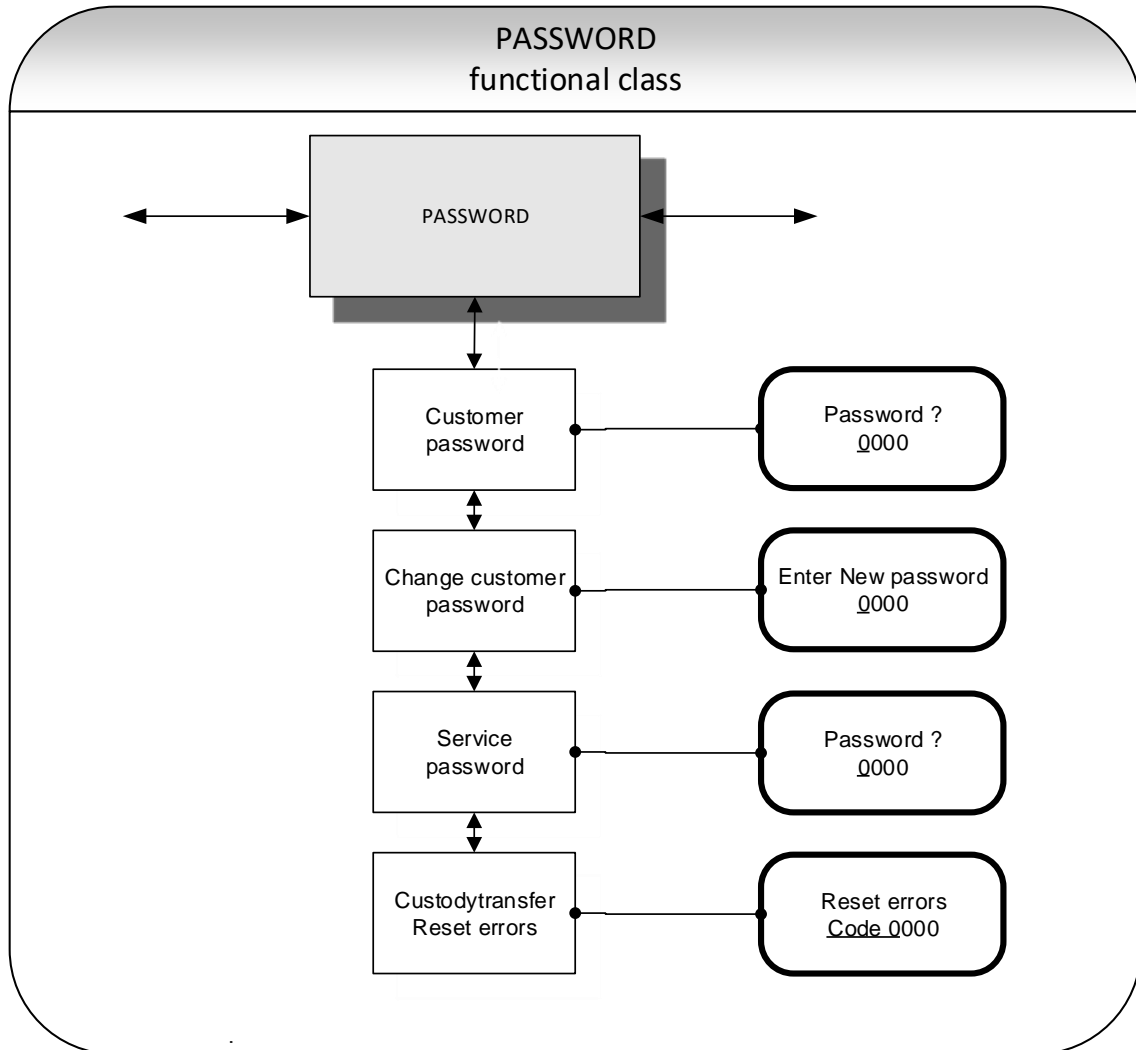 PASSWORD
functional class
PASSWORD
Customer
password
Password ?
0000
Change customer
password
Enter New password
0000
Service
password
Password ?
0000
Custodytransfer
Reset errors
Reset errors
Code 0000